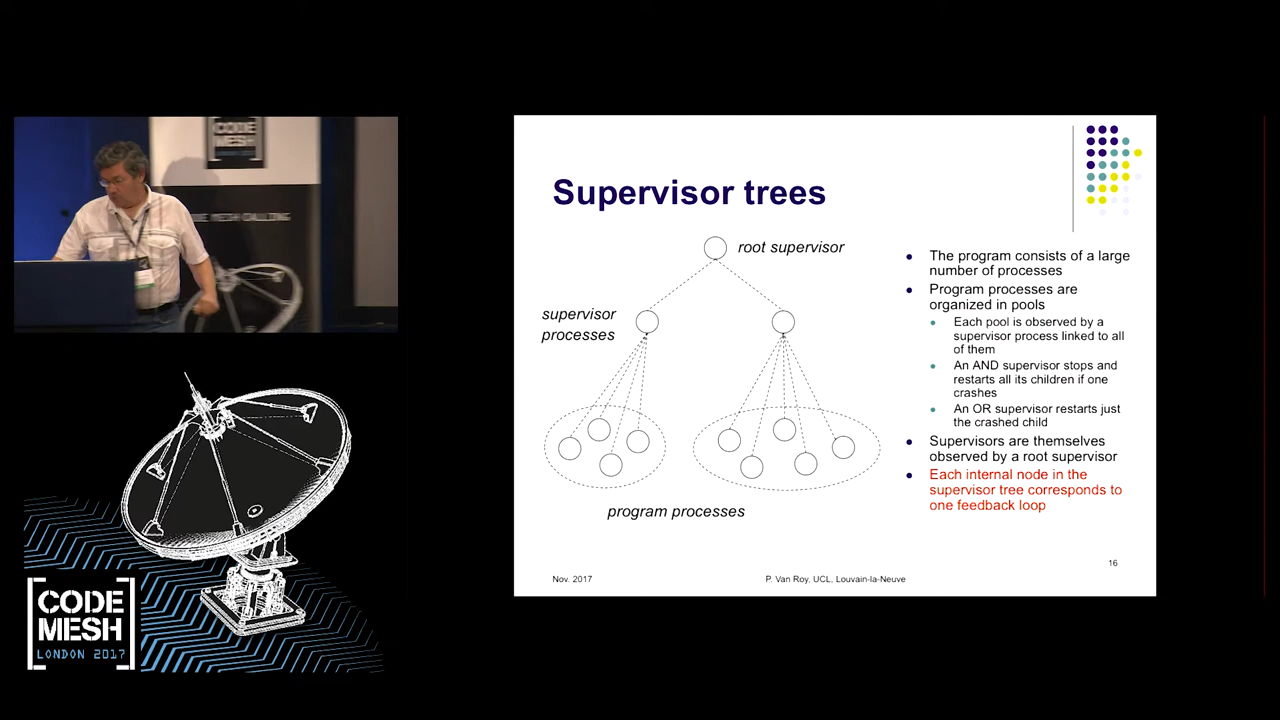 CODE
MESH
LONDON 2017
Supervisor trees
root supervisor
supervisor
processes
program processes
The program consists of a large
number of processes
Program processes are
organized in pools
Each pool is observed by a
supervisor process linked to all
of them
An AND supervisor stops and
restarts all its children if one
crashes
An OR supervisor restarts just
the crashed child
Supervisors are themselves
observed by a root supervisor
Each internal node in the
supervisor tree corresponds to
one feedback loop
16
Nov. 2017
P. Van Roy, UCL, Louvain-la-Neuve
CODE
MESH
LONDON 2017